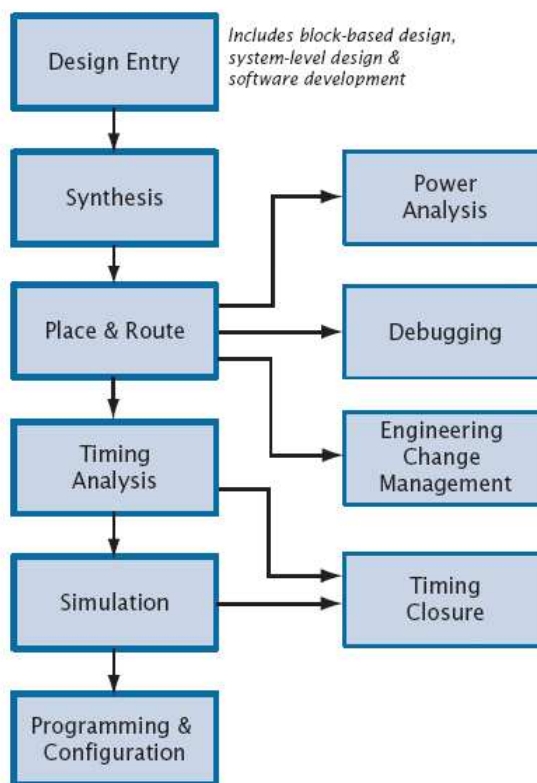 Design Entry
Includes block-based design,
system-level design &
software development
Synthesis
Power
Analysis
Place & Route
Debugging
Timing
Analysis
Engineering
Change
Management
Simulation
Timing
Closure
Programming &
Configuration